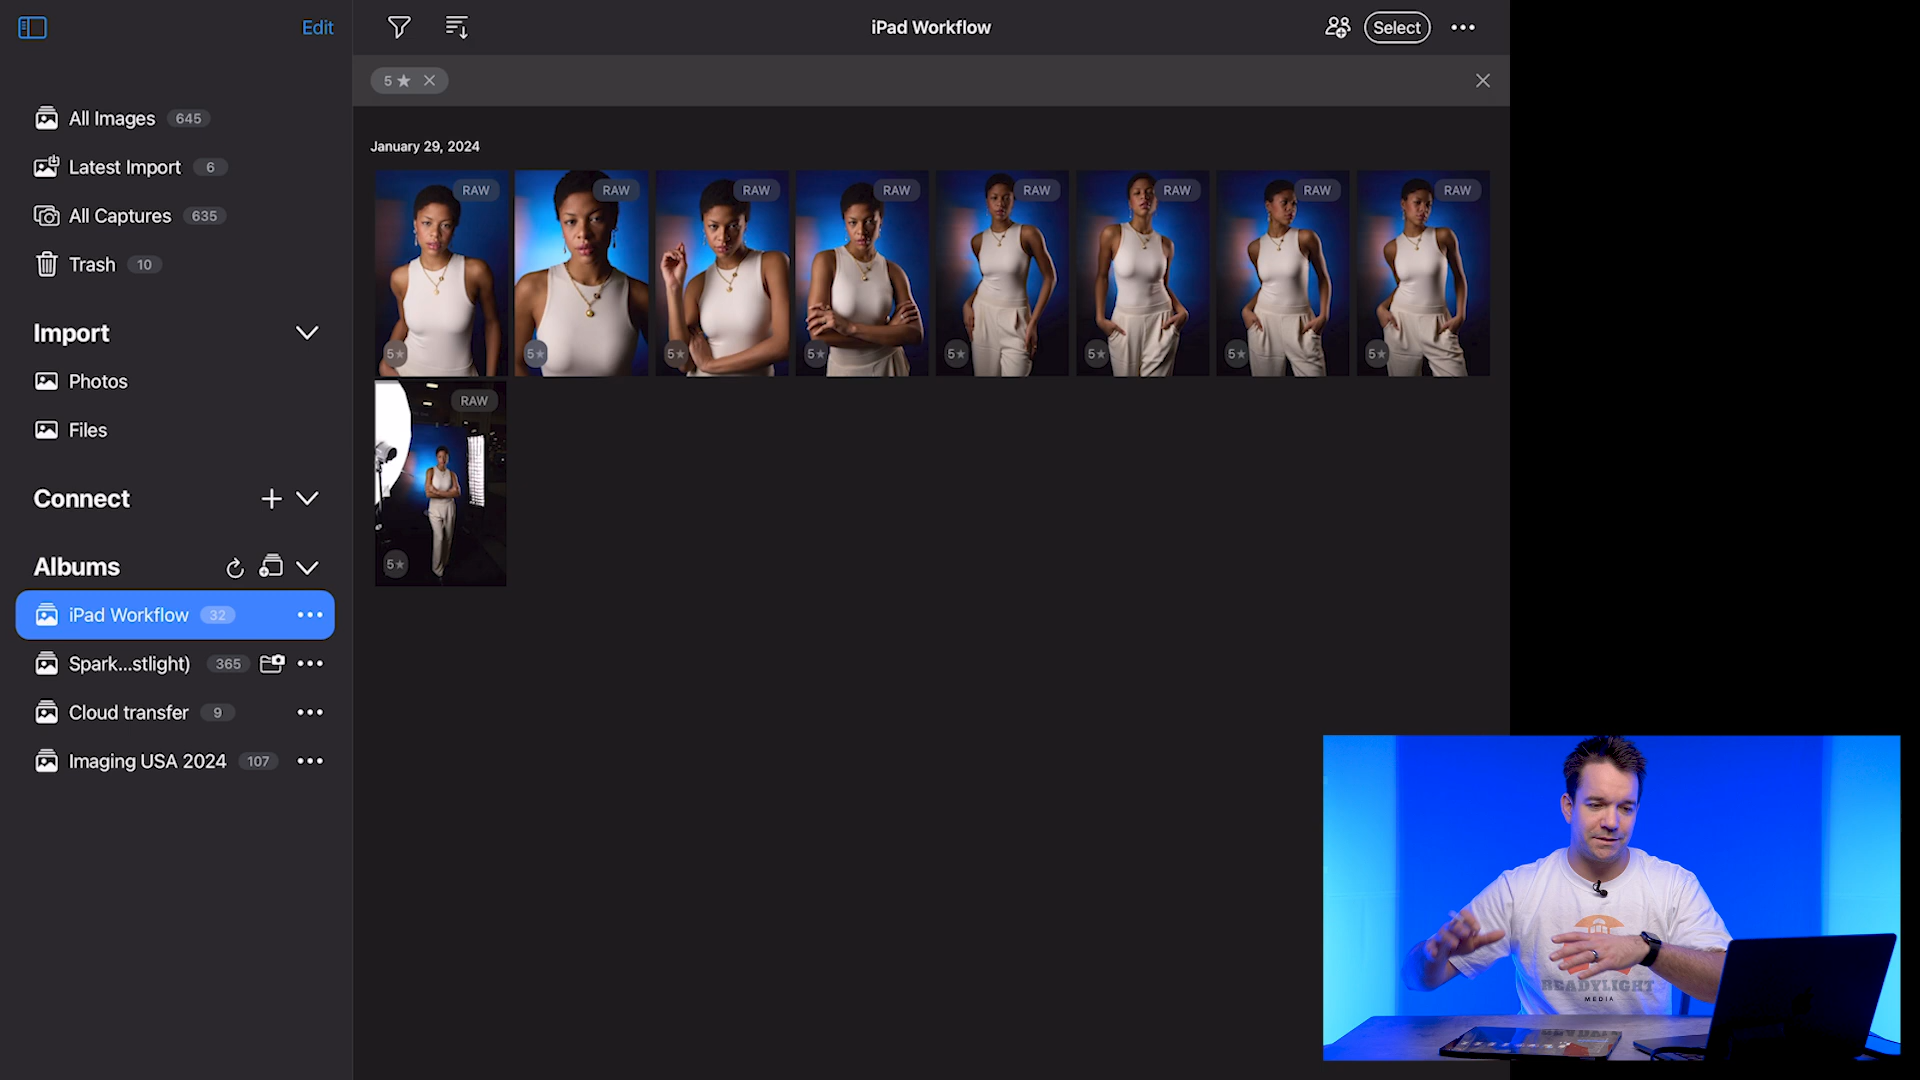 Edit
iPad Workflow
Select
5 ★
All Images 645
Latest Import 6
All Captures 635
Trash 10
Import
Photos
Files
Connect
Albums
iPad Workflow 32
Spark...stlight) 365
Cloud transfer 9
Imaging USA 2024 107
January 29, 2024
RAW RAW RAW RAW RAW RAW RAW RAW
5★ 5★ 5★ 5★ 5★ 5★ 5★ 5★
RAW
5★
READYLIGHT
MEDIA